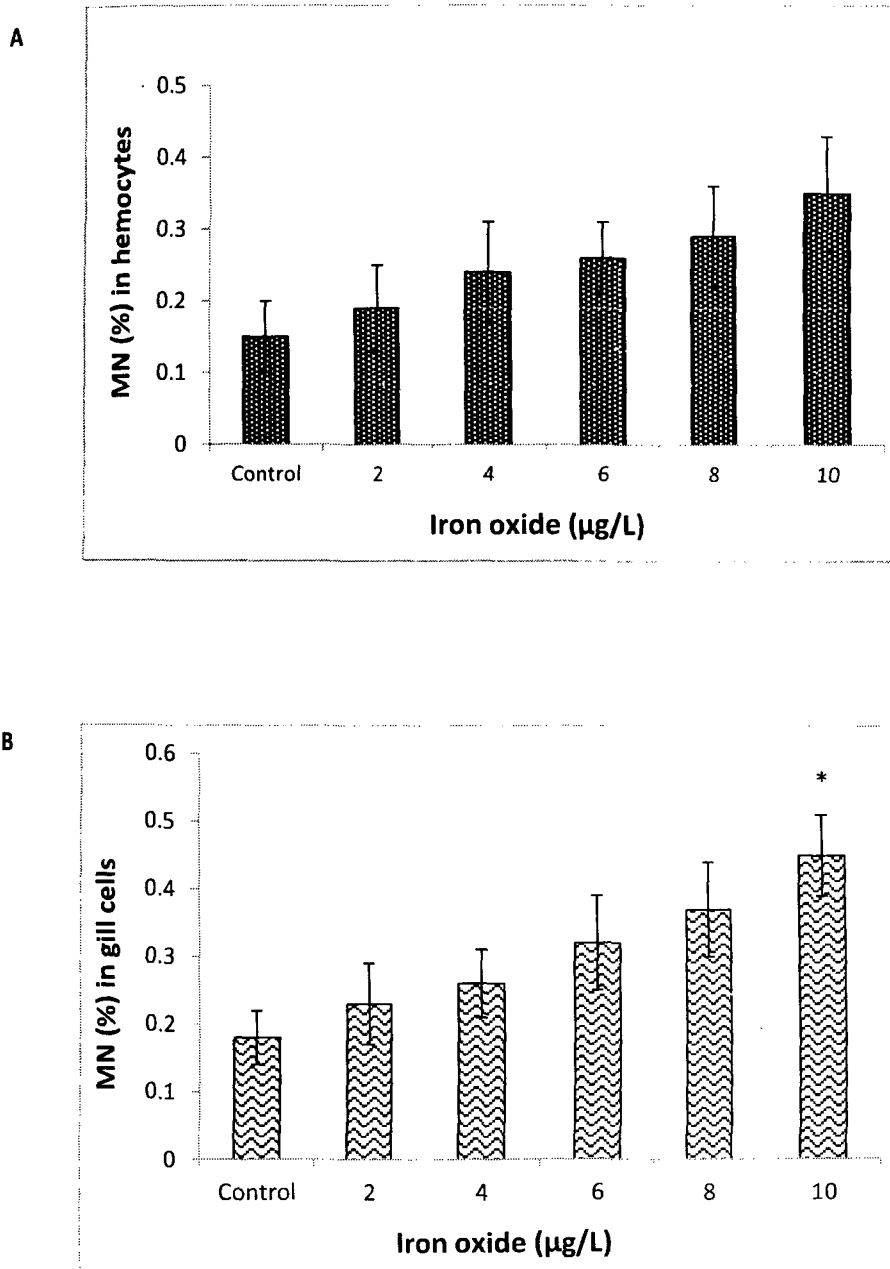 A
0.5
0.4
0.3
0.2
0.1
0
MN (%) in hemocytes
Control 2 4 6 8 10
Iron oxide (µg/L)
B
0.6
0.5
0.4
0.3
0.2
0.1
0
MN (%) in gill cells
*
Control 2 4 6 8 10
Iron oxide (µg/L)